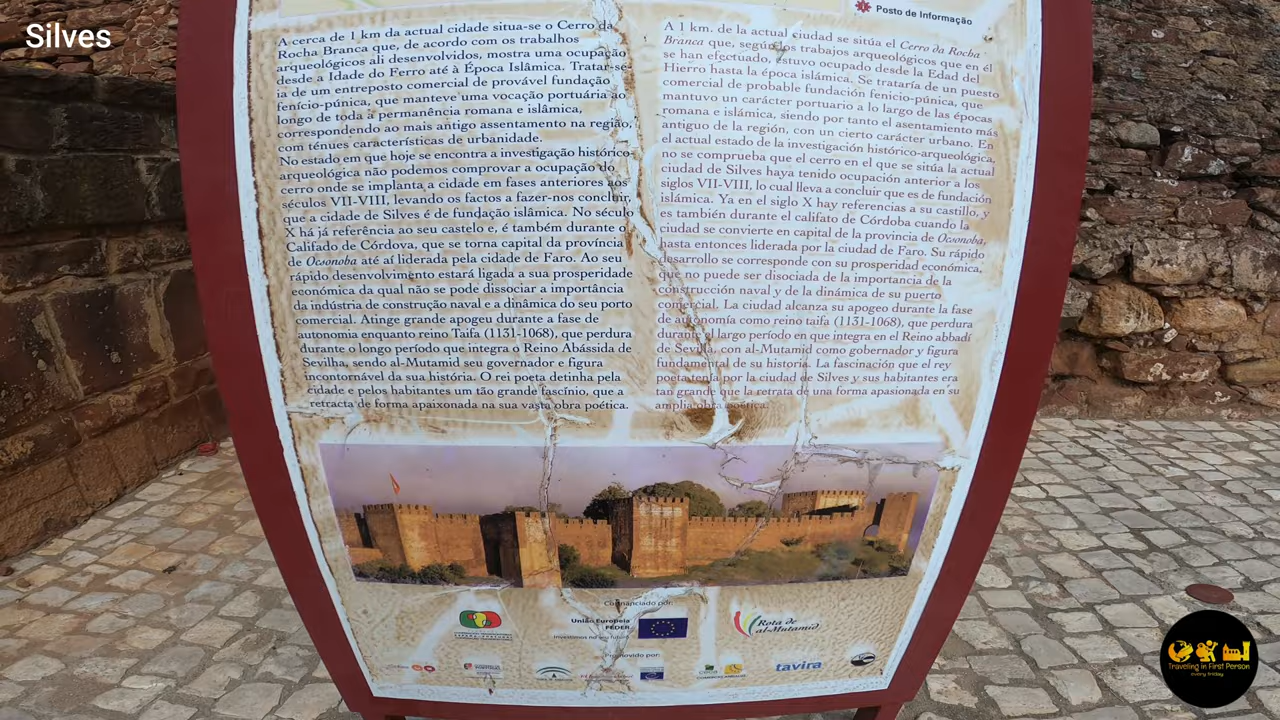 Silves
Posto de Informação
A cerca de 1 km da actual cidade situa-se o Cerro da
Rocha Branca que, de acordo com os trabalhos
arqueológicos ali desenvolvidos, mostra uma ocupação
desde a Idade do Ferro até à Época Islâmica. Tratar-se-
ia de um entreposto comercial de provável fundação
fenício-púnica, que manteve uma vocação portuária ao
longo de toda a permanência romana e islâmica,
correspondendo ao mais antigo assentamento na região,
com ténues características de urbanidade.
No estado em que hoje se encontra a investigação histórico-
arqueológica não podemos comprovar a ocupação do
cerro onde se implanta a cidade em fases anteriores aos
séculos VII-VIII, levando os factos a fazer-nos concluir,
que a cidade de Silves é de fundação islâmica. No século
X há já referência ao seu castelo e, é também durante o
Califado de Córdova, que se torna capital da província
de Ocsonoba até aí liderada pela cidade de Faro. Ao seu
rápido desenvolvimento estará ligada a sua prosperidade
económica da qual não se pode dissociar a importância
da indústria de construção naval e a dinâmica do seu porto
comercial. Atinge grande apogeu durante a fase de
autonomia enquanto reino Taifa (1131-1068), que perdura
durante o longo período que integra o Reino Abássida de
Sevilha, sendo al-Mutamid seu governador e figura
incontornável da sua história. O rei poeta detinha pela
cidade e pelos habitantes um tão grande fascínio, que a
retracta de forma apaixonada na sua vasta obra poética.
A 1 km. de la actual ciudad se sitúa el Cerro da Rocha
Branca que, según los trabajos arqueológicos que en él
se han efectuado, estuvo ocupado desde la Edad del
Hierro hasta la época islámica. Se trataría de un puesto
comercial de probable fundación fenicio-púnica, que
mantuvo un carácter portuario a lo largo de las épocas
romana e islámica, siendo por tanto el asentamiento más
antiguo de la región, con un cierto carácter urbano. En
el actual estado de la investigación histórico-arqueológica,
no se comprueba que el cerro en el que se sitúa la actual
ciudad de Silves haya tenido ocupación anterior a los
siglos VII-VIII, lo cual lleva a concluir que es de fundación
islámica. Ya en el siglo X hay referencias a su castillo, y
es también durante el califato de Córdoba cuando la
ciudad se convierte en capital de la provincia de Ocsonoba,
hasta entonces liderada por la ciudad de Faro. Su rápido
desarrollo se corresponde con su prosperidad económica,
que no puede ser disociada de la importancia de la
construcción naval y de la dinámica de su puerto
comercial. La ciudad alcanza su apogeo durante la fase
de autonomía como reino taifa (1131-1068), que perdura
durante el largo período en que integra en el Reino abbadí
de Sevilla, con al-Mutamid como gobernador y figura
fundamental de su historia. La fascinación que el rey
poeta tenía por la ciudad de Silves y sus habitantes era
tan grande que la retrata de una forma apasionada en su
amplia obra poética.
Cofinanciado por:
União Europeia
FEDER
Investimos no seu futuro
Rota de
al-Mutamid
Promovido por:
tavira
Traveling in First Person
every friday